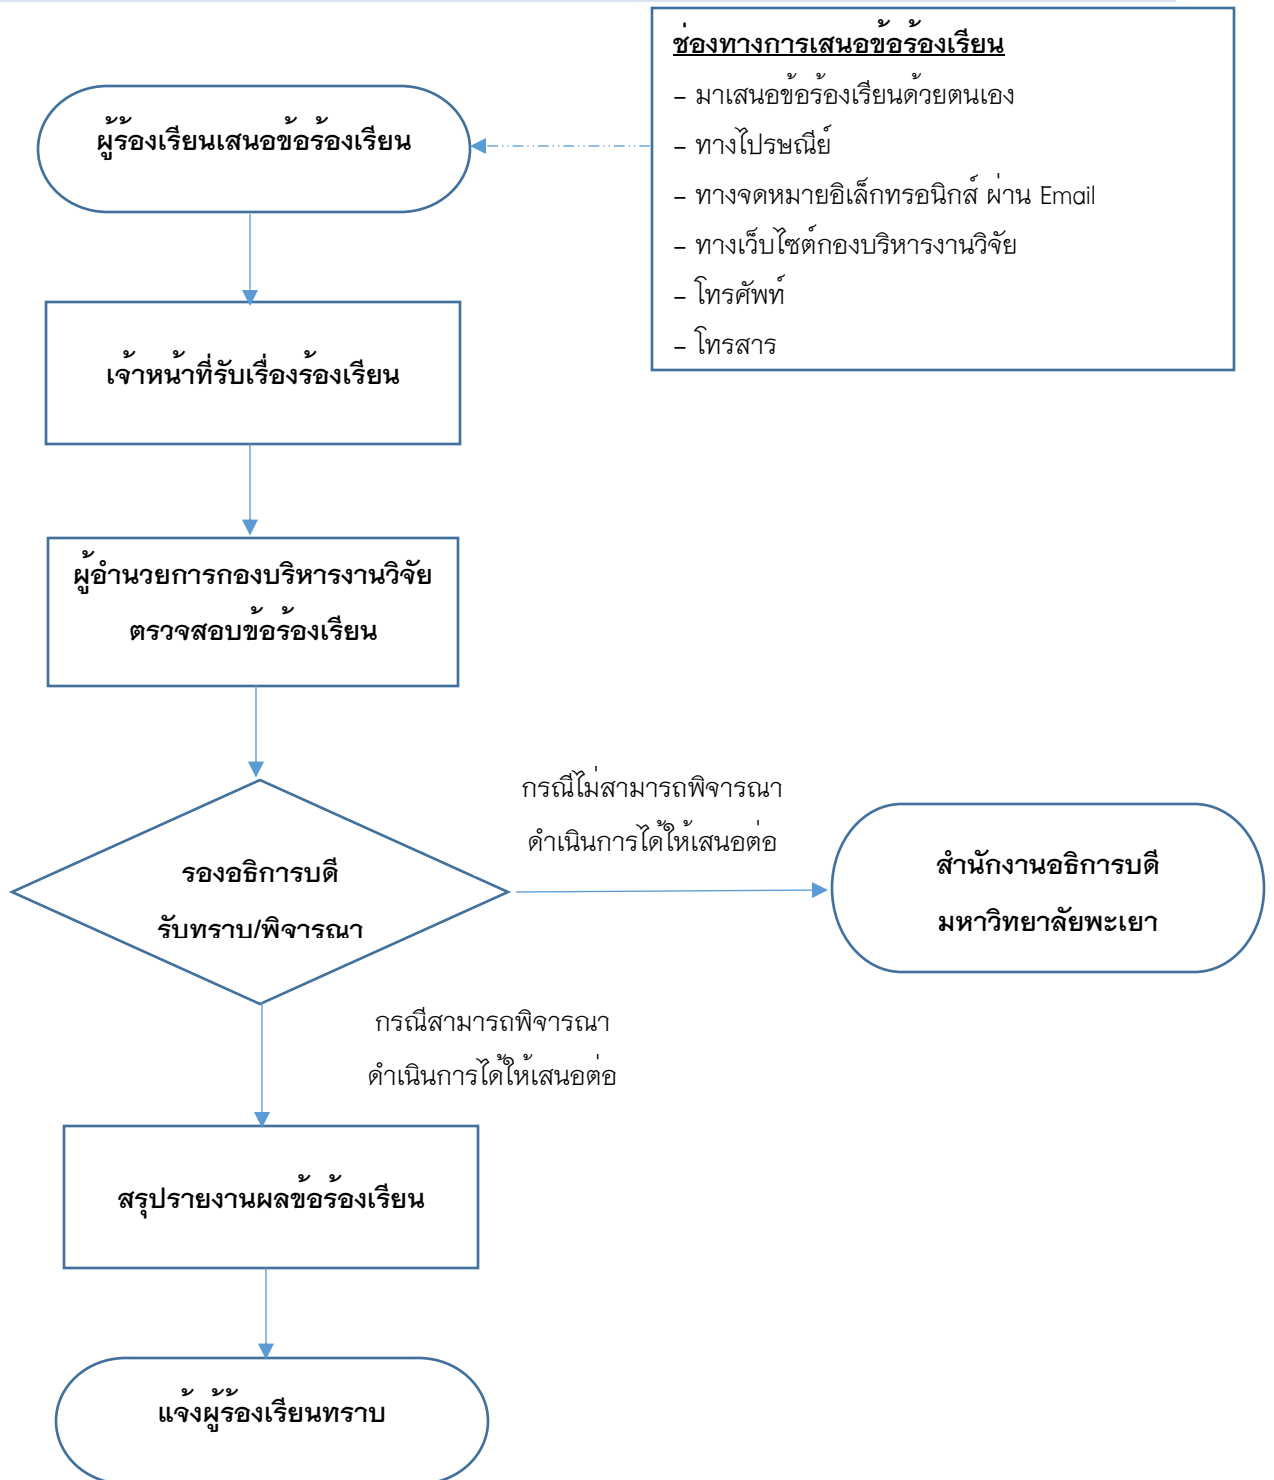 ช่องทางการเสนอข้อร้องเรียน
- มาเสนอข้อร้องเรียนด้วยตนเอง
- ทางไปรษณีย์
- ทางจดหมายอิเล็กทรอนิกส์ ผ่าน Email
- ทางเว็บไซต์กองบริหารงานวิจัย
- โทรศัพท์
- โทรสาร
ผู้ร้องเรียนเสนอข้อร้องเรียน
เจ้าหน้าที่รับเรื่องร้องเรียน
ผู้อำนวยการกองบริหารงานวิจัย
ตรวจสอบข้อร้องเรียน
รองอธิการบดี
รับทราบ/พิจารณา
กรณีไม่สามารถพิจารณา
ดำเนินการได้ให้เสนอต่อ
สำนักงานอธิการบดี
มหาวิทยาลัยพะเยา
กรณีสามารถพิจารณา
ดำเนินการได้ให้เสนอต่อ
สรุปรายงานผลข้อร้องเรียน
แจ้งผู้ร้องเรียนทราบ